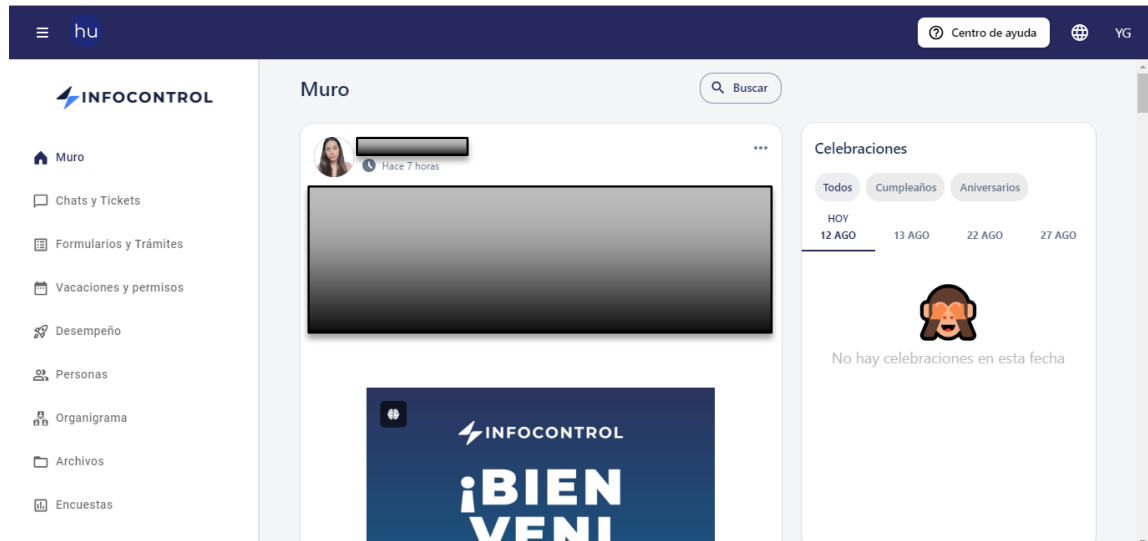 hu
Centro de ayuda
YG
INFOCONTROL
Muro
Chats y Tickets
Formularios y Trámites
Vacaciones y permisos
Desempeño
Personas
Organigrama
Archivos
Encuestas
Muro
Buscar
Hace 7 horas
INFOCONTROL
¡BIEN
VENI
Celebraciones
Todos Cumpleaños Aniversarios
HOY
12 AGO 13 AGO 22 AGO 27 AGO
No hay celebraciones en esta fecha